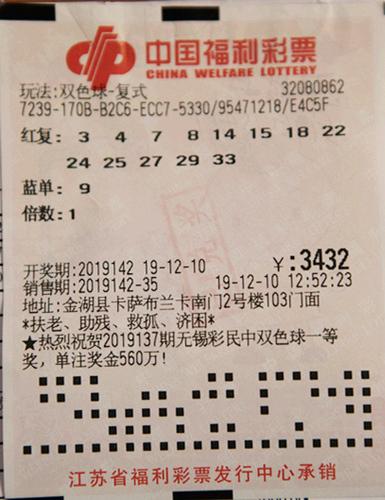 中国福利彩票
CHINA WELFARE LOTTERY
玩法:双色球-复式 32080862
7239-170B-B2C6-ECC7-5330/95471218/E4C5F
红复: 3 4 7 8 14 15 18 22
24 25 27 29 33
蓝单: 9
倍数:1
开奖期:2019142 19-12-10 ¥:3432
销售期:2019142-35 19-12-10 12:52:23
地址:金湖县卡萨布兰卡南门2号楼103门面
*扶老、助残、救孤、济困*
★热烈祝贺2019137期无锡彩民中双色球一等
奖,单注奖金560万!
江苏省福利彩票发行中心承销